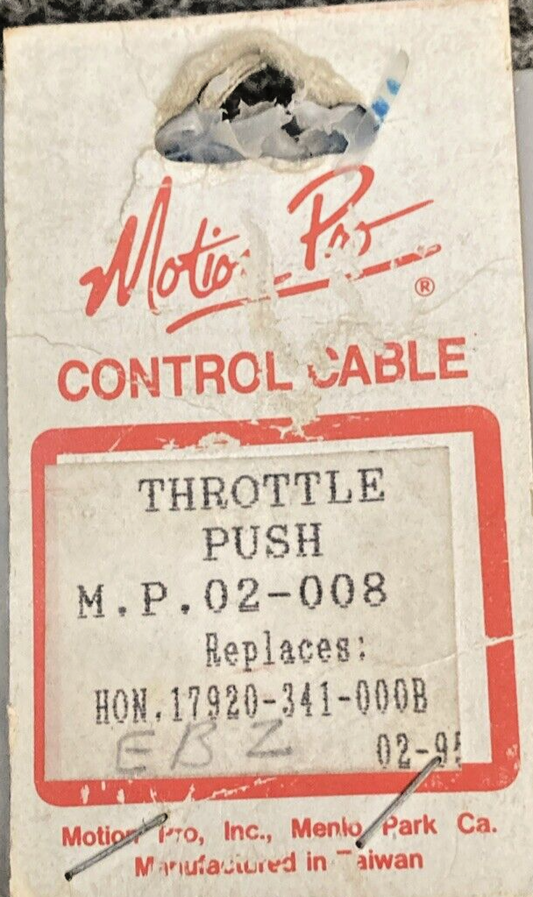 Motion Pro
®
CONTROL CABLE
THROTTLE
PUSH
M.P.02-008
Replaces:
HON.17920-341-000B
EBZ
02-95
Motion Pro, Inc., Menlo Park Ca.
Manufactured in Taiwan